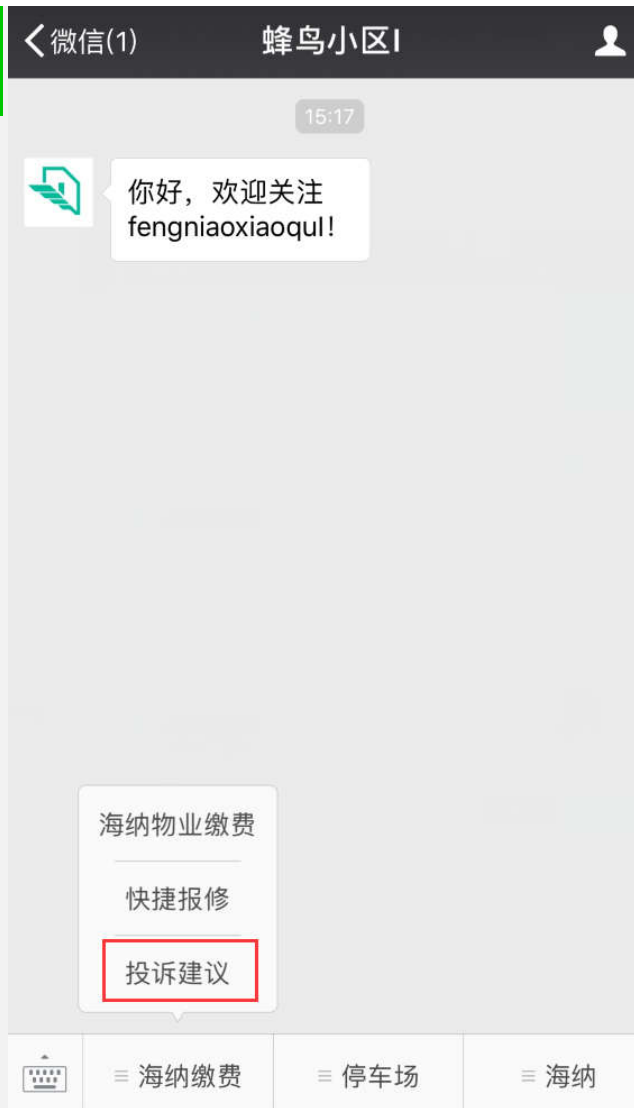 微信(1)
蜂鸟小区I
15:17
你好，欢迎关注
fengniaoxiaoquI!
海纳物业缴费
快捷报修
投诉建议
海纳缴费
停车场
海纳